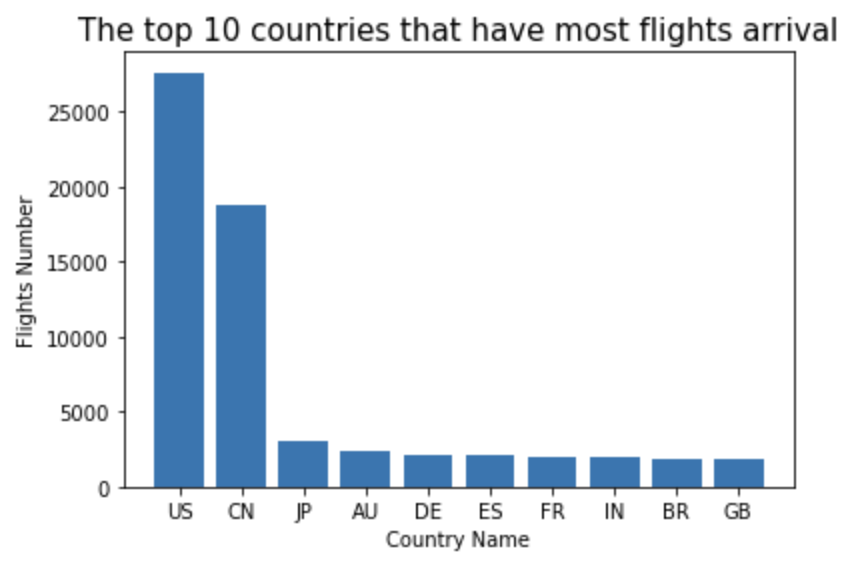 The top 10 countries that have most flights arrival
25000
20000
15000
10000
5000
0
Flights Number
US CN JP AU DE ES FR IN BR GB
Country Name